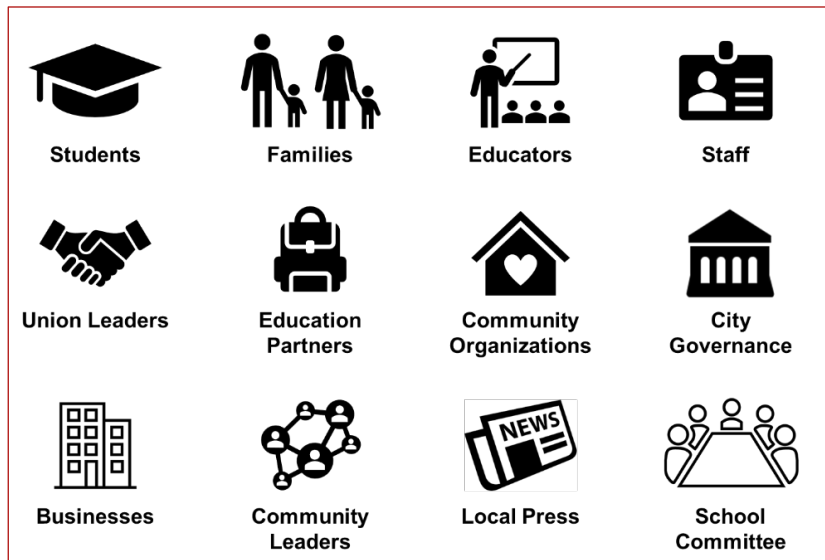 Students
Families
Educators
Staff
Union Leaders
Education
Partners
Community
Organizations
City
Governance
NEWS
Businesses
Community
Leaders
Local Press
School
Committee